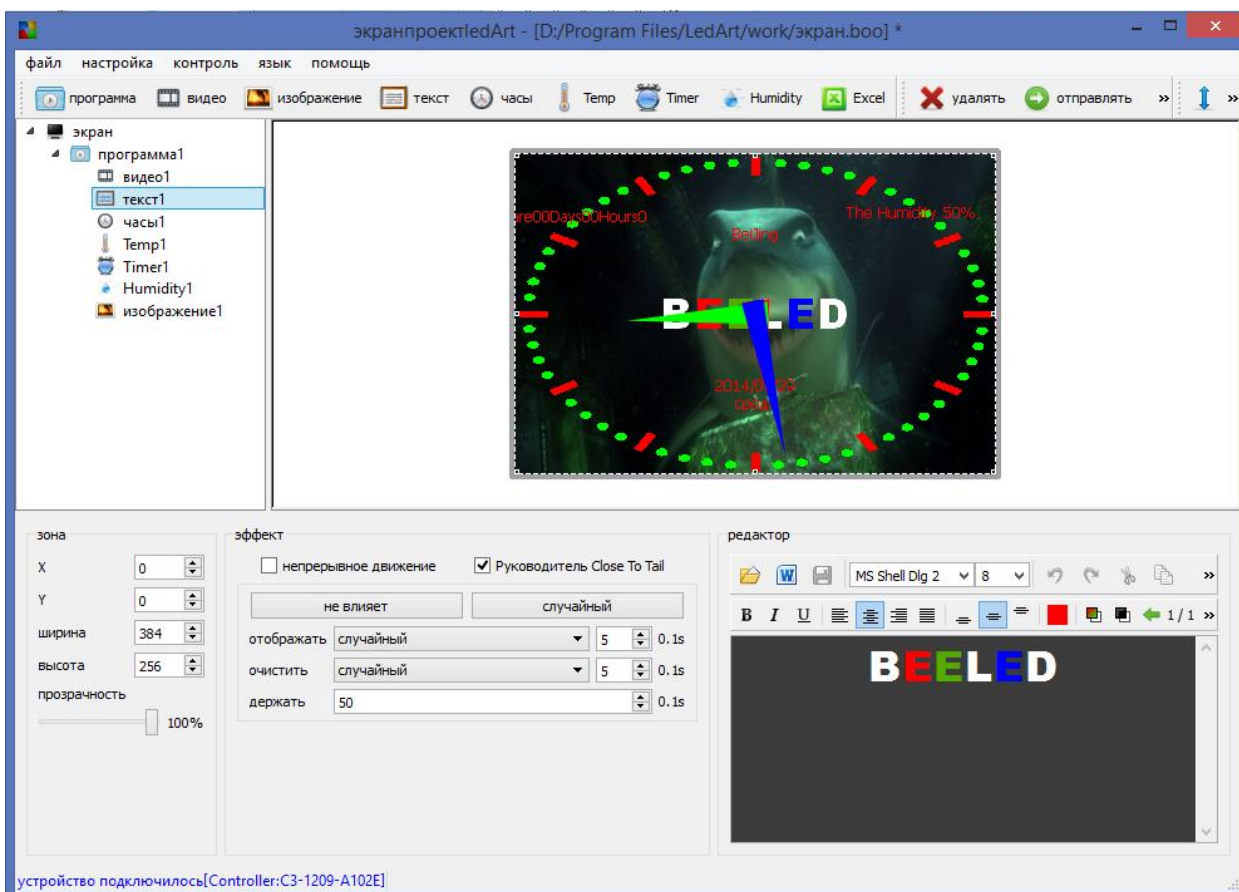 экранпроектledArt - [D:/Program Files/LedArt/work/экран.boo] *
файл настройка контроль язык помощь
программа видео изображение текст часы Temp Timer Humidity Excel удалять отправлять » »
экран
программа1
видео1
текст1
часы1
Temp1
Timer1
Humidity1
изображение1
re00Days00Hours0
The Humidity 50%
BeiJing
BEELED
зона
X 0
Y 0
ширина 384
высота 256
прозрачность
100%
эффект
непрерывное движение Руководитель Close To Tail
не влияет случайный
отображать случайный 5 0.1s
очистить случайный 5 0.1s
держать 50 0.1s
редактор
MS Shell Dlg 2 8 »
B I U 1/1 »
BEELED
устройство подключилось[Controller:C3-1209-A102E]